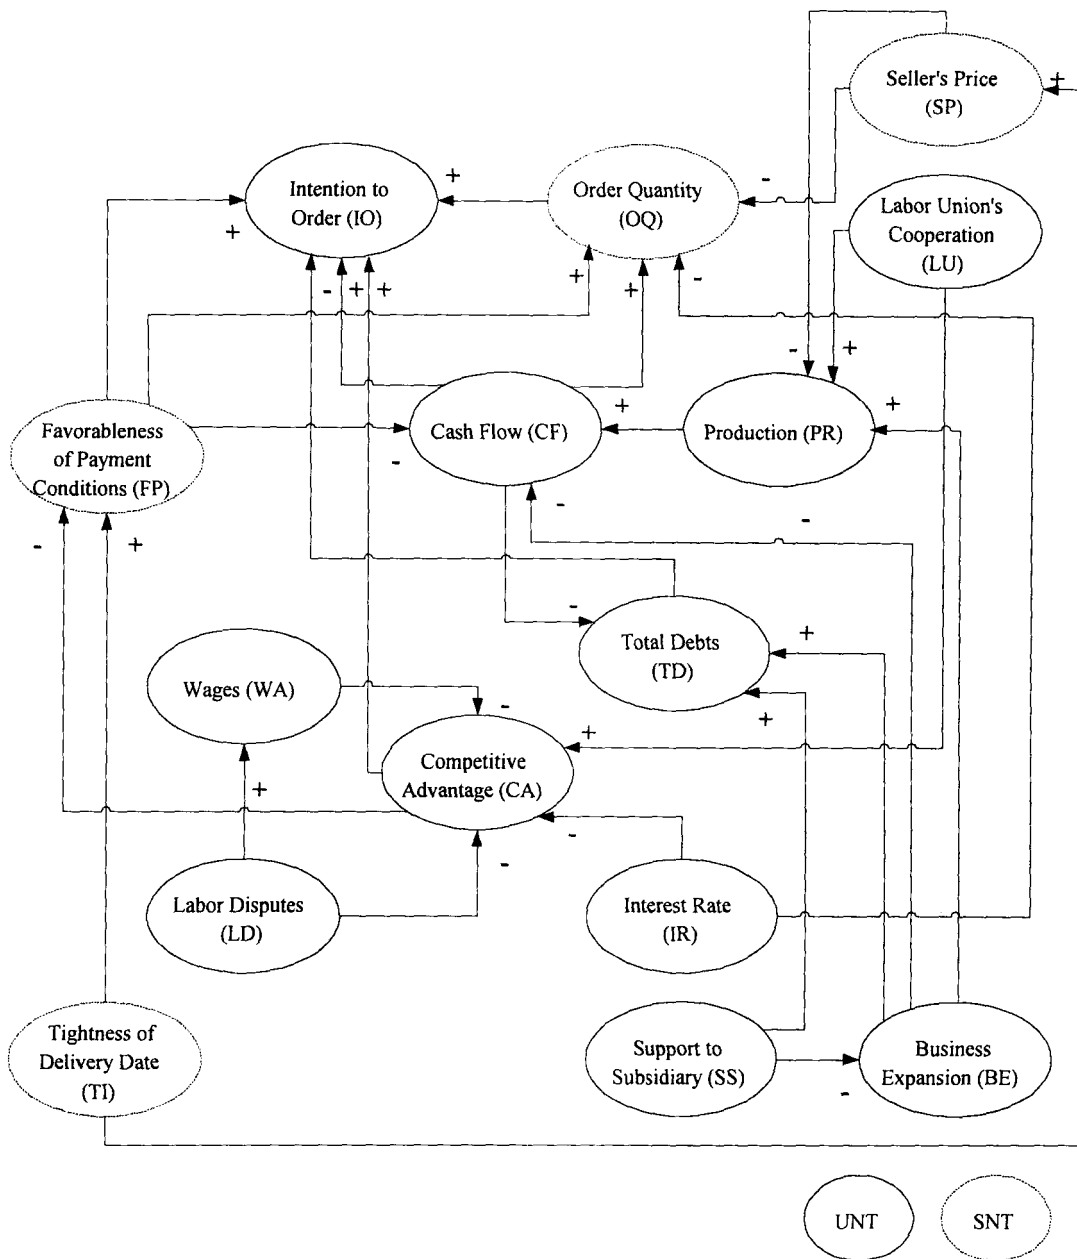 Seller's Price
(SP)
+
Intention to
Order (IO)
+
Order Quantity
(OQ)
-
Labor Union's
Cooperation
(LU)
+
-
+
+
+
+
-
-
+
Favorableness
of Payment
Conditions (FP)
-
Cash Flow (CF)
+
Production (PR)
+
-
+
-
-
-
Total Debts
(TD)
+
+
Wages (WA)
-
+
Competitive
Advantage (CA)
+
-
-
Labor Disputes
(LD)
Interest Rate
(IR)
Tightness of
Delivery Date
(TI)
Support to
Subsidiary (SS)
-
Business
Expansion (BE)
UNT
SNT